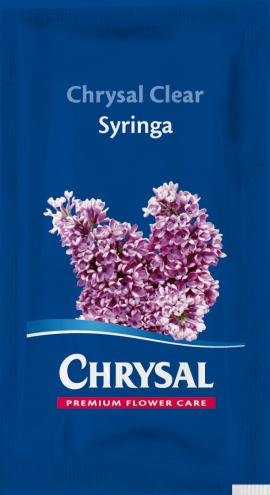 Chrysal Clear
Syringa
CHRYSAL
PREMIUM FLOWER CARE